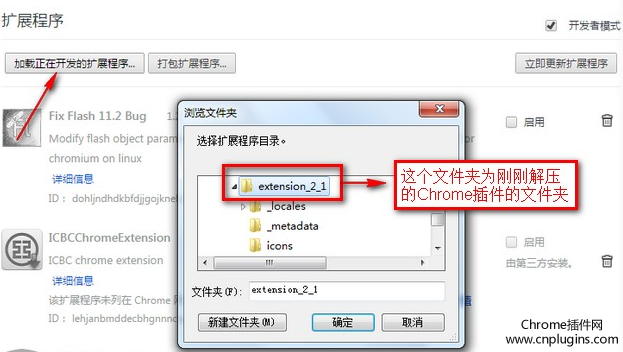 扩展程序
开发者模式
加载正在开发的扩展程序...
打包扩展程序...
立即更新扩展程序
Fix Flash 11.2 Bug
Modify flash object param
chromium on linux
详细信息
ID：
启用
浏览文件夹
选择扩展程序目录。
extension_2_1
_locales
_metadata
icons
文件夹(F):
extension_2_1
新建文件夹(M)
确定
取消
这个文件夹为刚刚解压
的Chrome插件的文件夹
ICBCChromeExtension
ICBC chrome extension
详细信息
该扩展程序未列在 Chrome
ID：
启用
由第三方安装。
Chrome插件网
www.cnplugins.com